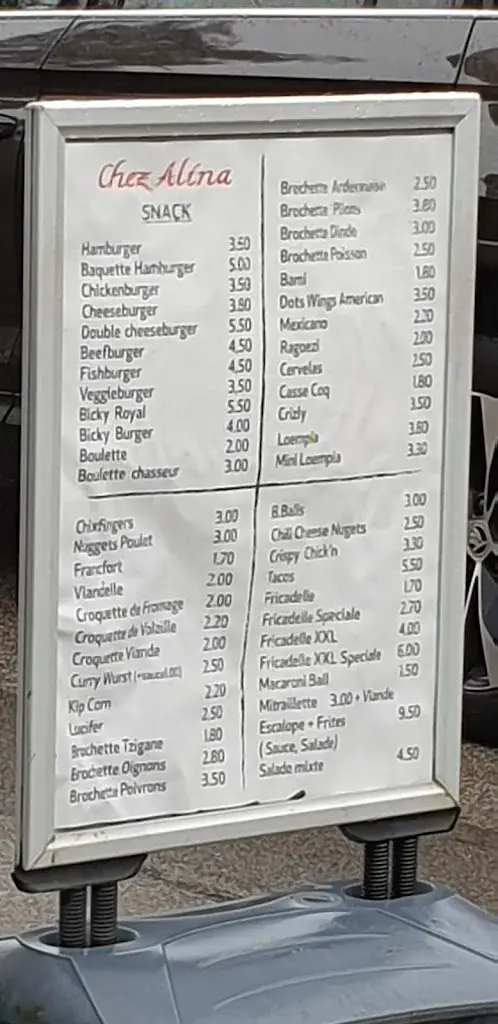 Chez Alina
SNACK
Hamburger 3.50
Baquette Hamburger 5.00
Chickenburger 3.50
Cheeseburger 3.80
Double cheeseburger 5.50
Beefburger 4.50
Fishburger 4.50
Veggieburger 3.50
Bicky Royal 5.50
Bicky Burger 4.00
Boulette 2.00
Boulette chasseur 3.00
Brochette Ardennaise 2.50
Brochette Pilons 3.80
Brochette Dinde 3.00
Brochette Poisson 2.50
Bami 1.80
Dots Wings American 3.50
Mexicano 2.20
Ragoezi 2.00
Cervelas 2.50
Casse Coq 1.80
Crizly 3.50
Loempia 3.80
Mini Loempia 3.30
Chixfingers 3.00
Nuggets Poulet 3.00
Francfort 1.70
Viandelle 2.00
Croquette de Fromage 2.00
Croquette de Volaille 2.20
Croquette Viande 2.00
Curry Wurst (+sauce1.00) 2.50
Kip Corn 2.20
Lucifer 2.50
Brochette Tzigane 1.80
Brochette Oignons 2.80
Brochette Poivrons 3.50
B.Balls 3.00
Chili Cheese Nugets 2.50
Crispy Chick'n 3.30
Tacos 5.50
Fricadelle 1.70
Fricadelle Speciale 2.70
Fricadelle XXL 4.00
Fricadelle XXL Speciale 6.00
Macaroni Ball 1.50
Mitraillette 3.00 + Viande
Escalope + Frites 9.50
(Sauce, Salade)
Salade mixte 4.50